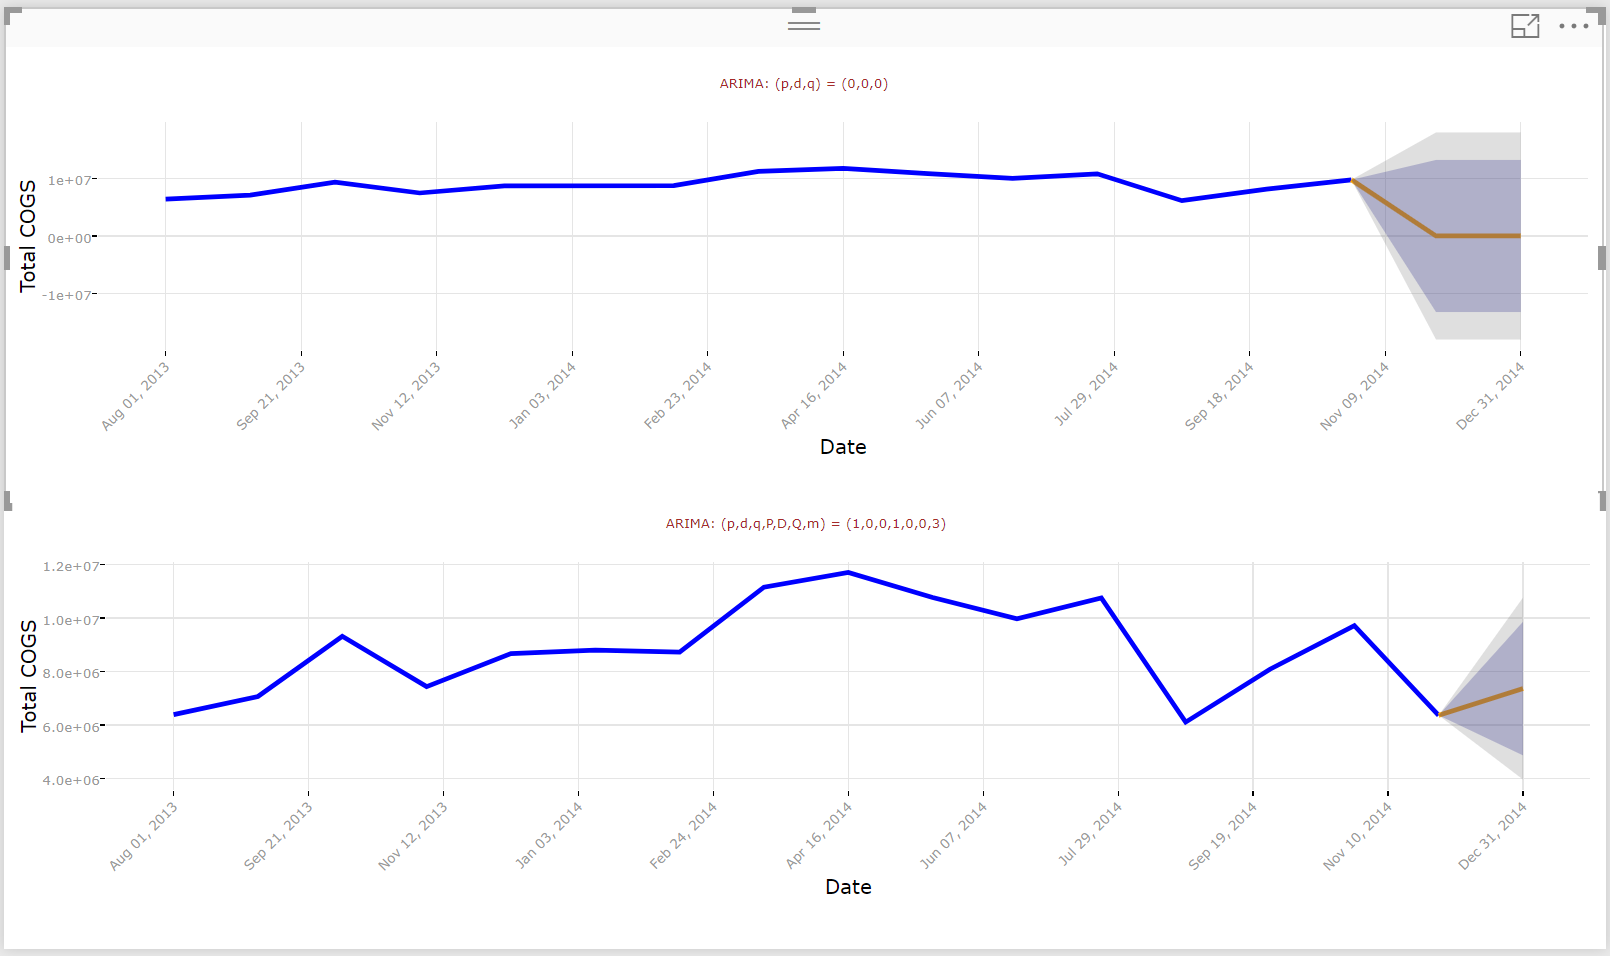 ARIMA: (p,d,q) = (0,0,0)
Total COGS
1e+07
0e+00
-1e+07
Aug 01, 2013
Sep 21, 2013
Nov 12, 2013
Jan 03, 2014
Feb 23, 2014
Apr 16, 2014
Jun 07, 2014
Jul 29, 2014
Sep 18, 2014
Nov 09, 2014
Dec 31, 2014
Date
ARIMA: (p,d,q,P,D,Q,m) = (1,0,0,1,0,0,3)
Total COGS
1.2e+07
1.0e+07
8.0e+06
6.0e+06
4.0e+06
Aug 01, 2013
Sep 21, 2013
Nov 12, 2013
Jan 03, 2014
Feb 24, 2014
Apr 16, 2014
Jun 07, 2014
Jul 29, 2014
Sep 19, 2014
Nov 10, 2014
Dec 31, 2014
Date